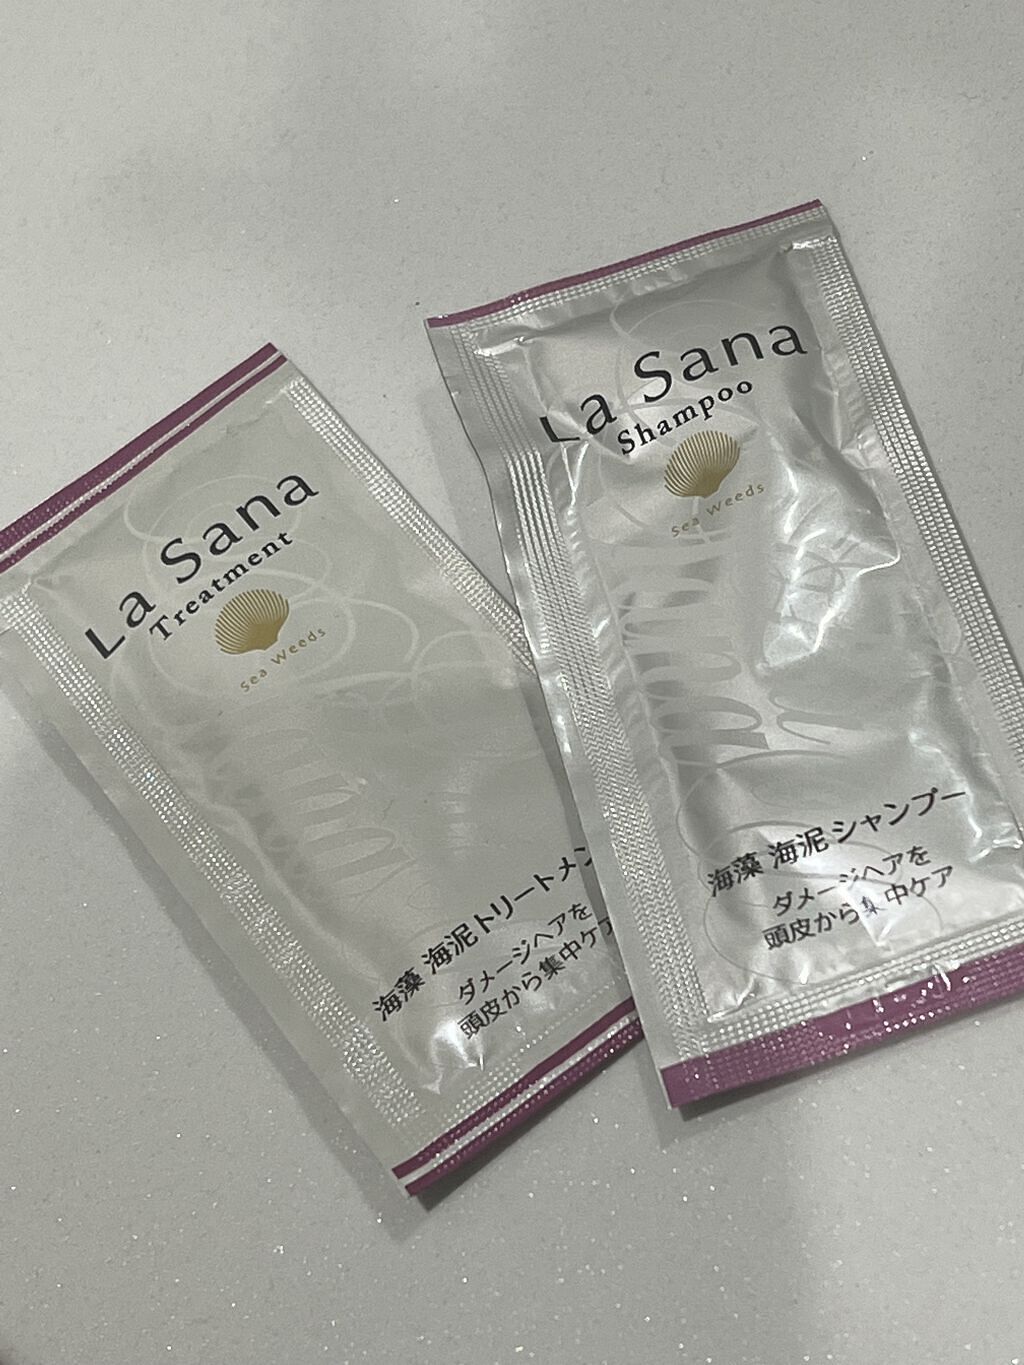 La Sana
Treatment
Sea Weeds
海藻 海泥トリートメン
ダメージヘアを
頭皮から集中ケア
La Sana
Shampoo
Sea Weeds
海藻 海泥シャンプー
ダメージヘアを
頭皮から集中ケア